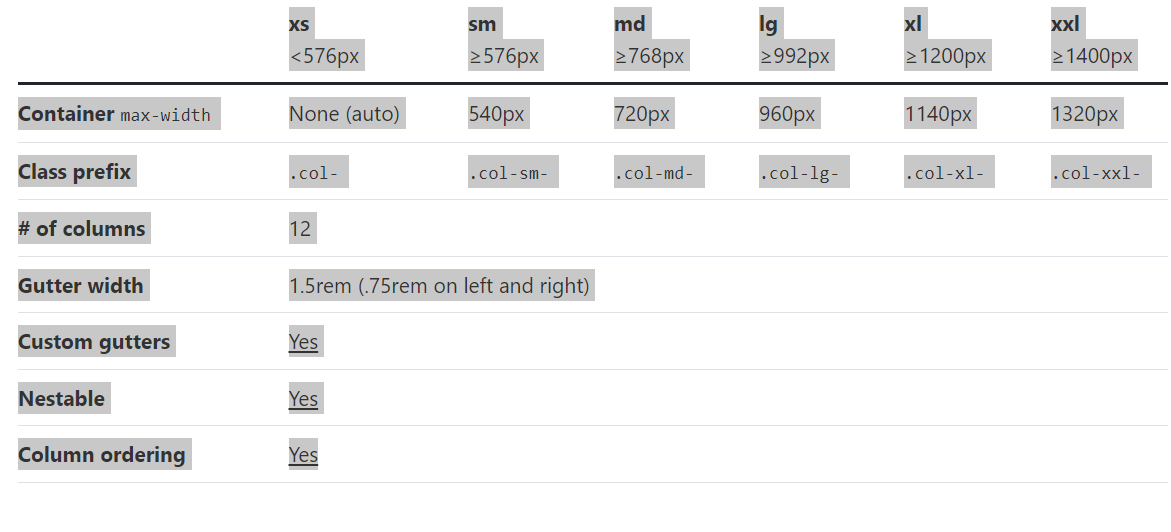 xs sm md lg xl xxl
<576px ≥576px ≥768px ≥992px ≥1200px ≥1400px
Container max-width None (auto) 540px 720px 960px 1140px 1320px
Class prefix .col- .col-sm- .col-md- .col-lg- .col-xl- .col-xxl-
# of columns 12
Gutter width 1.5rem (.75rem on left and right)
Custom gutters Yes
Nestable Yes
Column ordering Yes